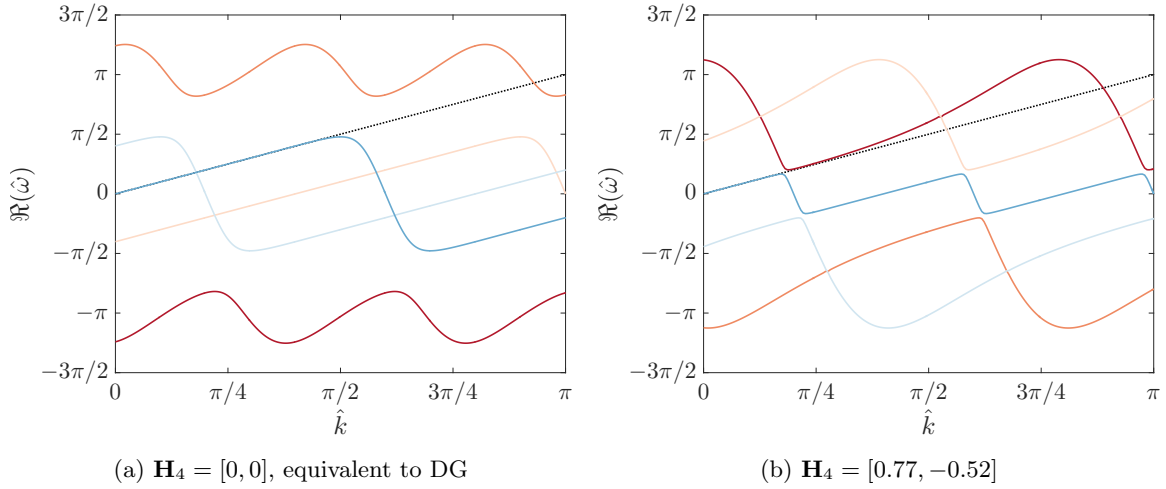 3π/2
π
π/2
0
−π/2
−π
−3π/2
ℜ(ω̂)
0 π/4 π/2 3π/4 π
k̂
(a) H₄ = [0, 0], equivalent to DG
3π/2
π
π/2
0
−π/2
−π
−3π/2
ℜ(ω̂)
0 π/4 π/2 3π/4 π
k̂
(b) H₄ = [0.77, −0.52]